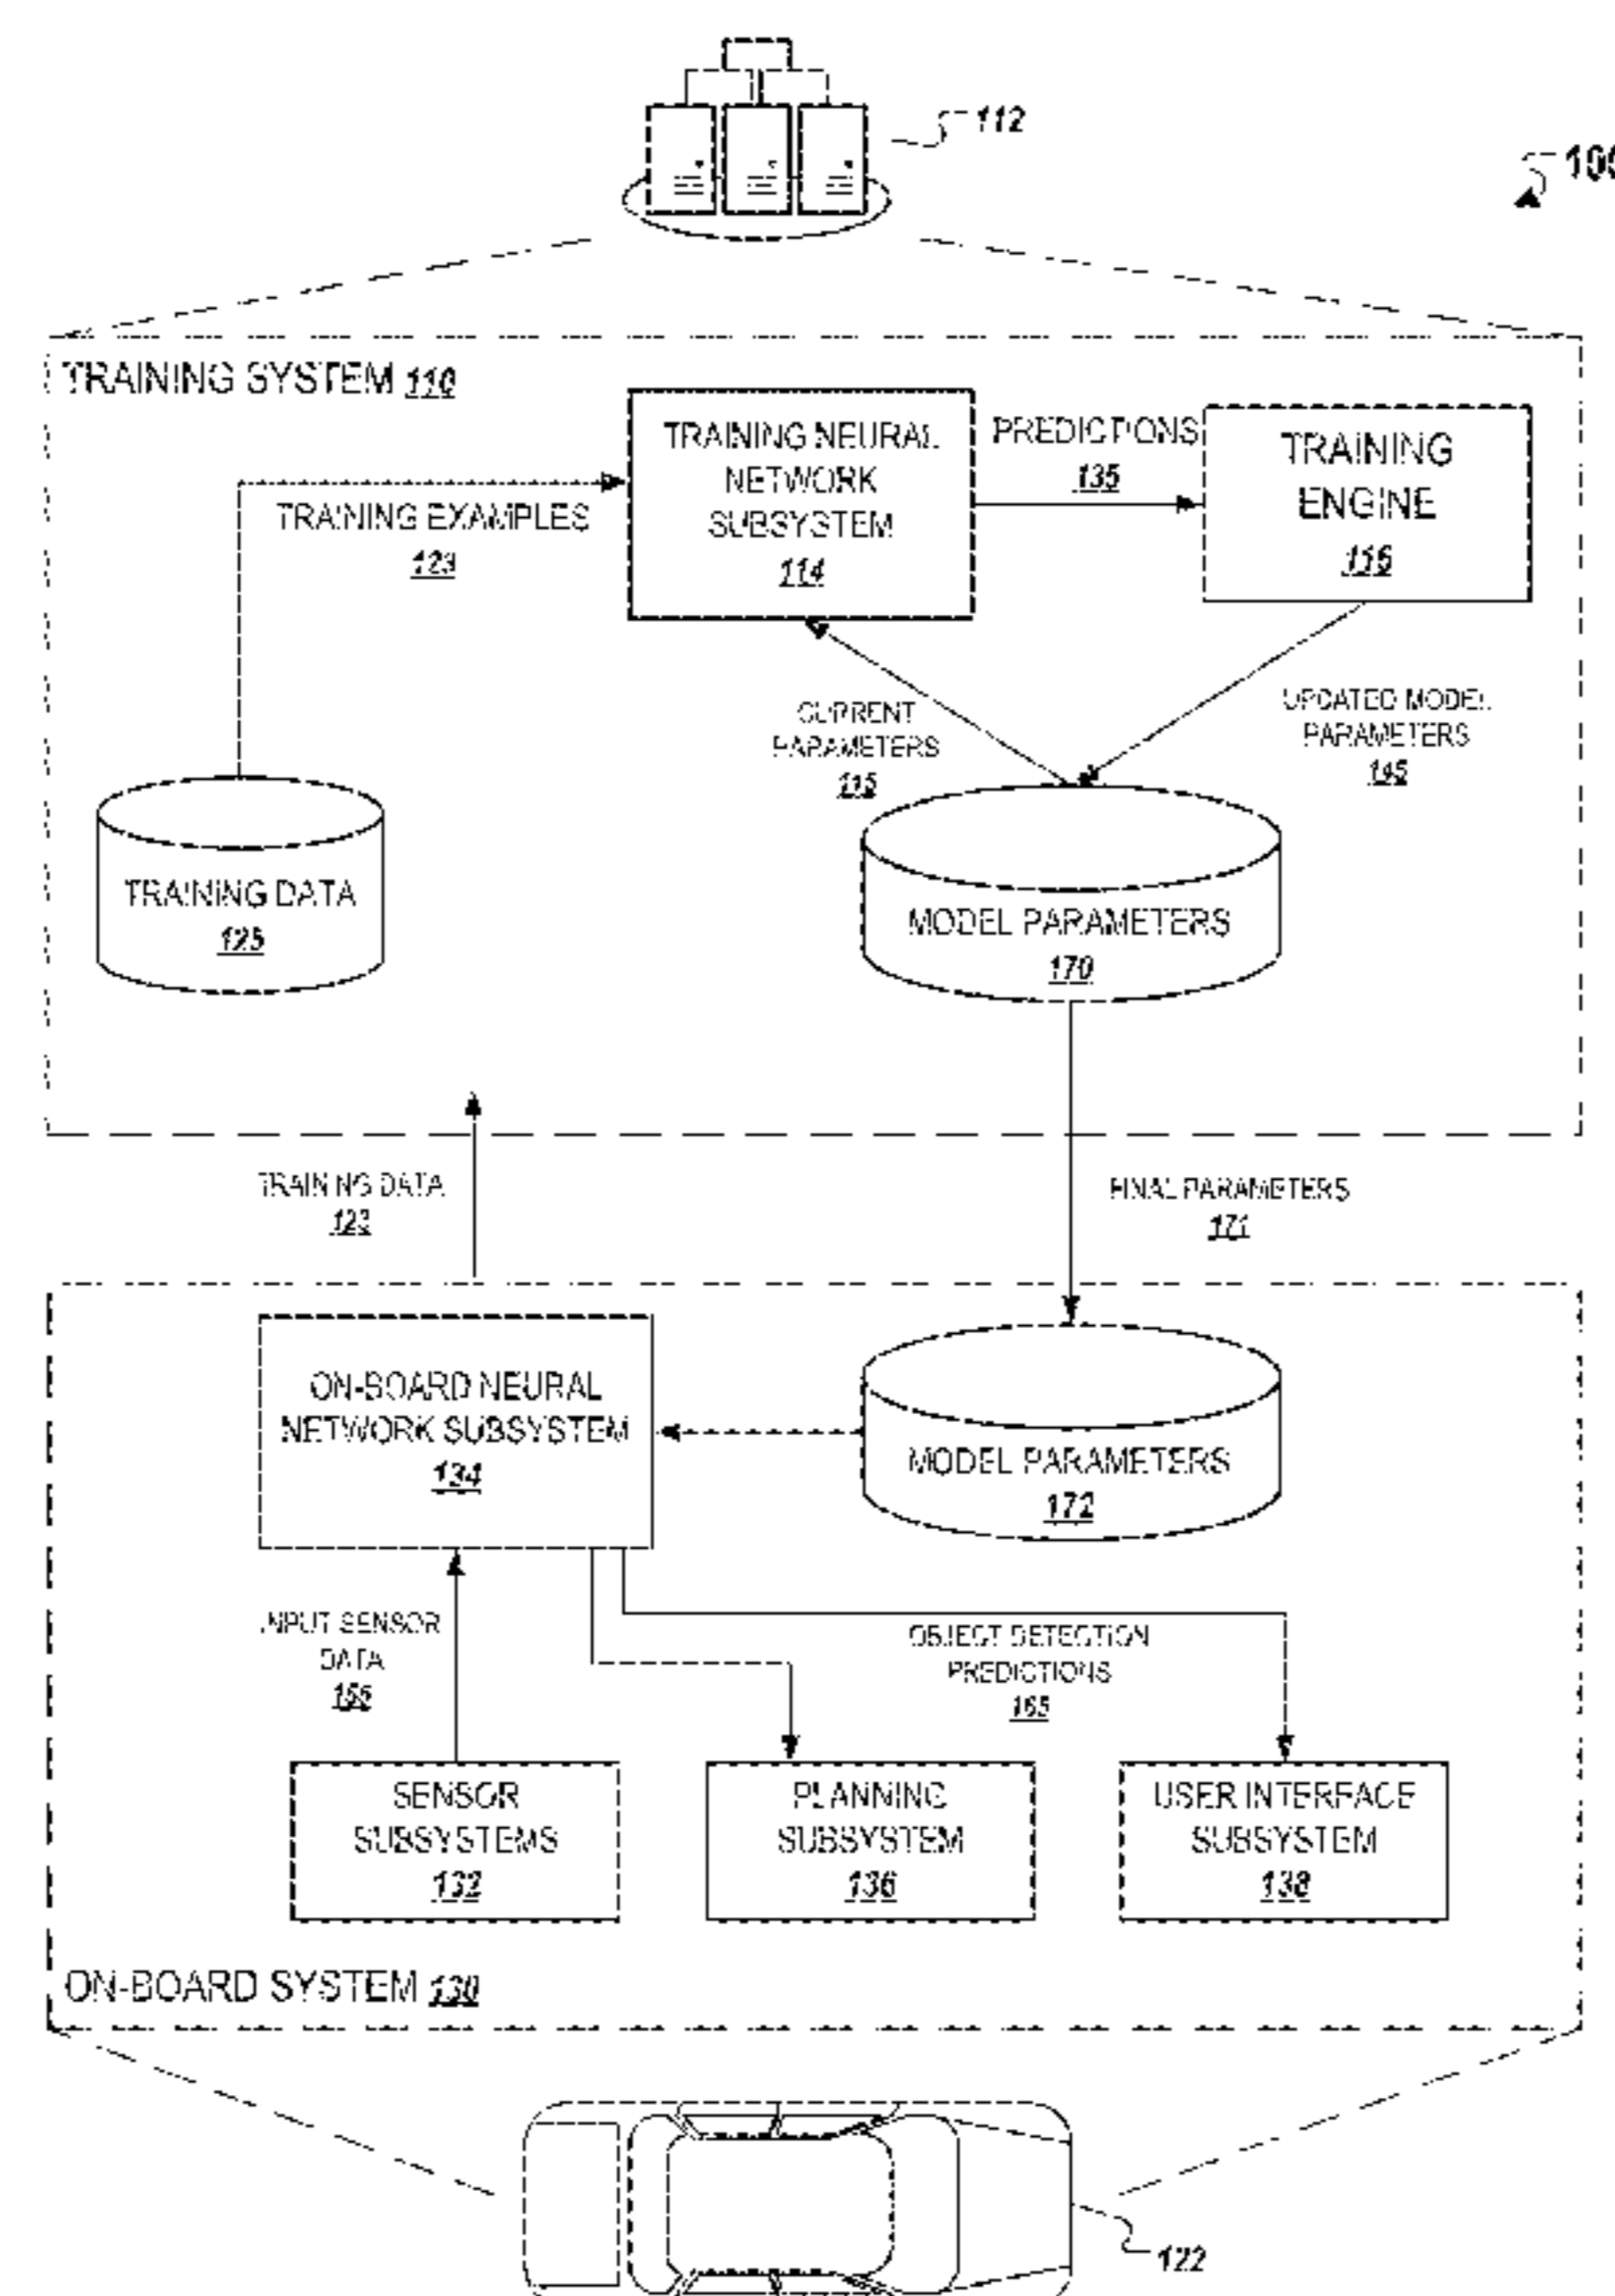 112
100
TRAINING SYSTEM 110
TRAINING NEURAL
NETWORK
SUBSYSTEM
114
PREDICTIONS
135
TRAINING
ENGINE
116
TRAINING EXAMPLES
123
CURRENT
PARAMETERS
115
UPDATED MODEL
PARAMETERS
145
TRAINING DATA
125
MODEL PARAMETERS
170
TRAINING DATA
123
FINAL PARAMETERS
171
ON-BOARD NEURAL
NETWORK SUBSYSTEM
134
MODEL PARAMETERS
172
INPUT SENSOR
DATA
155
OBJECT DETECTION
PREDICTIONS
165
SENSOR
SUBSYSTEMS
132
PLANNING
SUBSYSTEM
136
USER INTERFACE
SUBSYSTEM
138
ON-BOARD SYSTEM 130
122